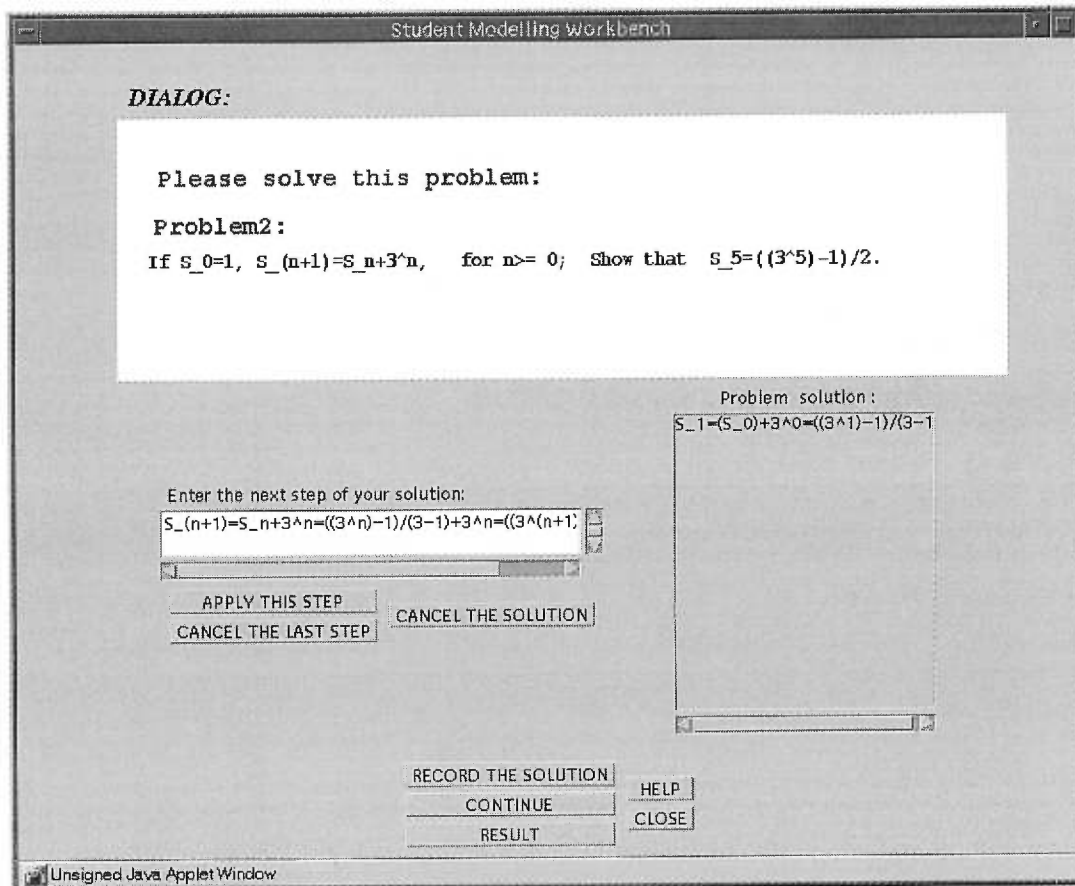 Student Modelling Workbench
DIALOG:
Please solve this problem:
Problem2:
If S_0=1, S_(n+1)=S_n+3^n, for n>= 0; Show that S_5=((3^5)-1)/2.
Problem solution :
S_1=(S_0)+3^0=((3^1)-1)/(3-1
Enter the next step of your solution:
S_(n+1)=S_n+3^n=((3^n)-1)/(3-1)+3^n=((3^(n+1)
APPLY THIS STEP
CANCEL THE SOLUTION
CANCEL THE LAST STEP
RECORD THE SOLUTION
HELP
CONTINUE
CLOSE
RESULT
Unsigned Java Applet Window